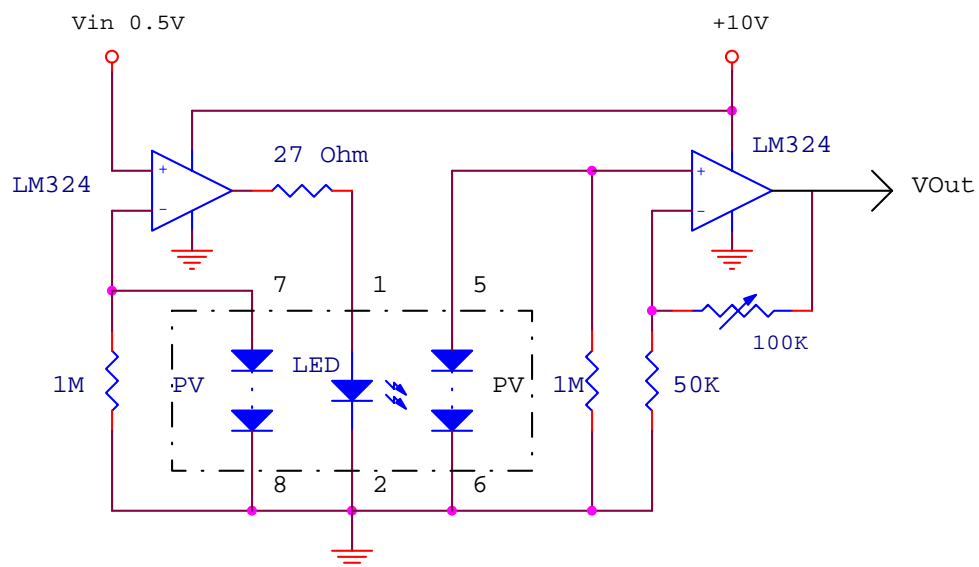 Vin 0.5V
+10V
LM324
27 Ohm
LM324
VOut
+
−
+
−
7
1
5
100K
1M
PV
LED
PV
1M
50K
8
2
6